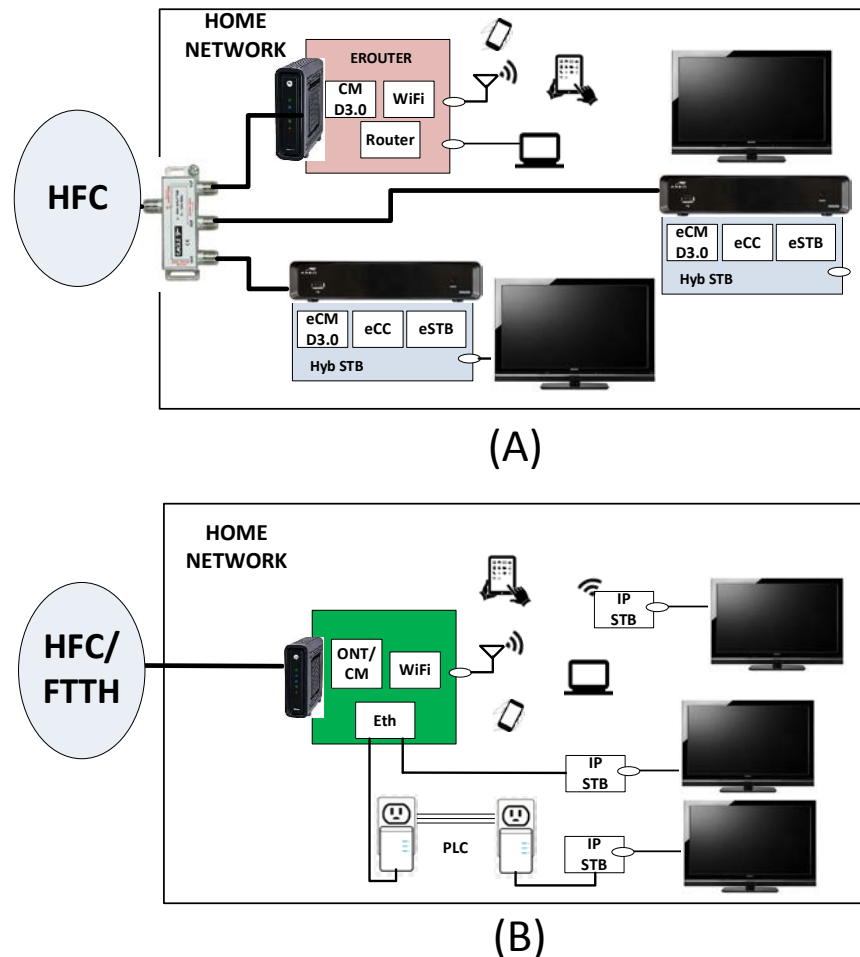 HOME
NETWORK
EROUTER
CM
D3.0
WiFi
Router
HFC
eCM
D3.0
eCC
eSTB
Hyb STB
eCM
D3.0
eCC
eSTB
Hyb STB
(A)
HOME
NETWORK
HFC/
FTTH
ONT/
CM
WiFi
Eth
IP
STB
IP
STB
PLC
IP
STB
(B)